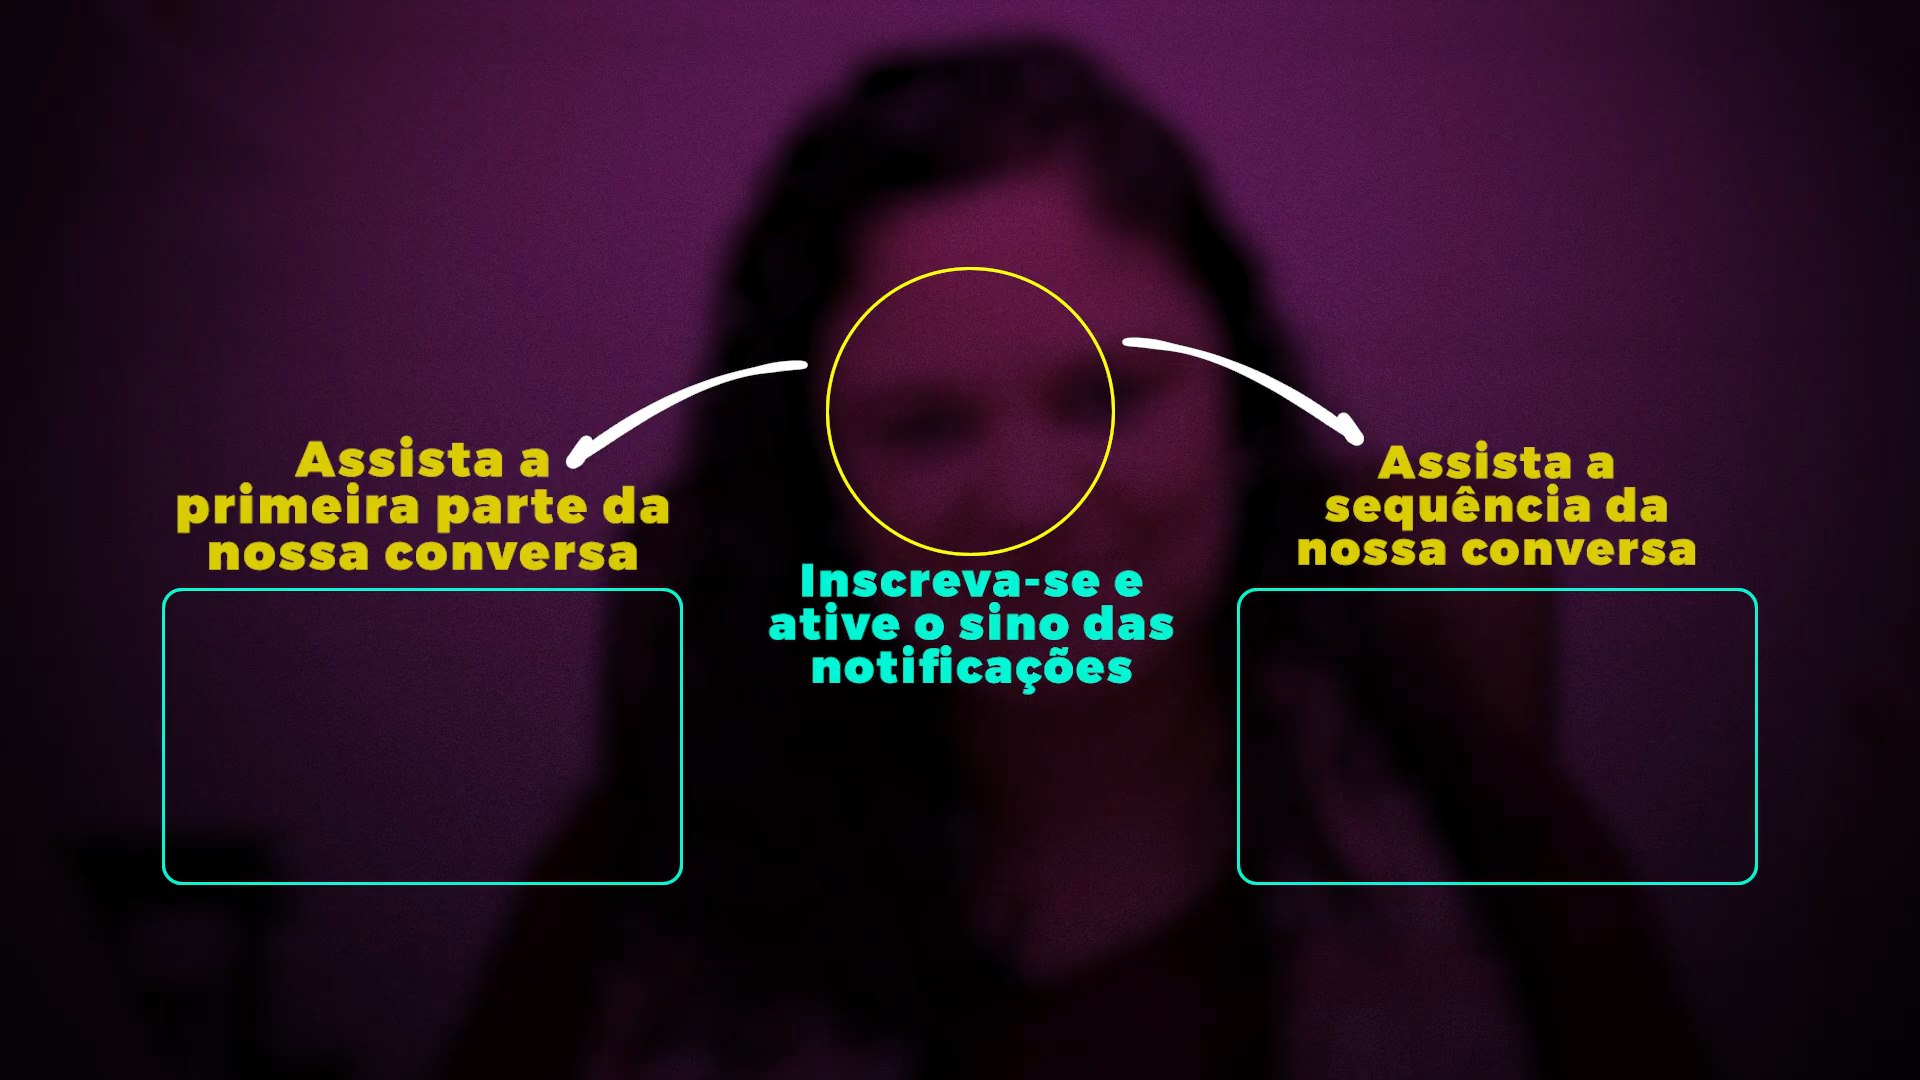 Assista a
primeira parte da
nossa conversa
Inscreva-se e
ative o sino das
notificações
Assista a
sequência da
nossa conversa